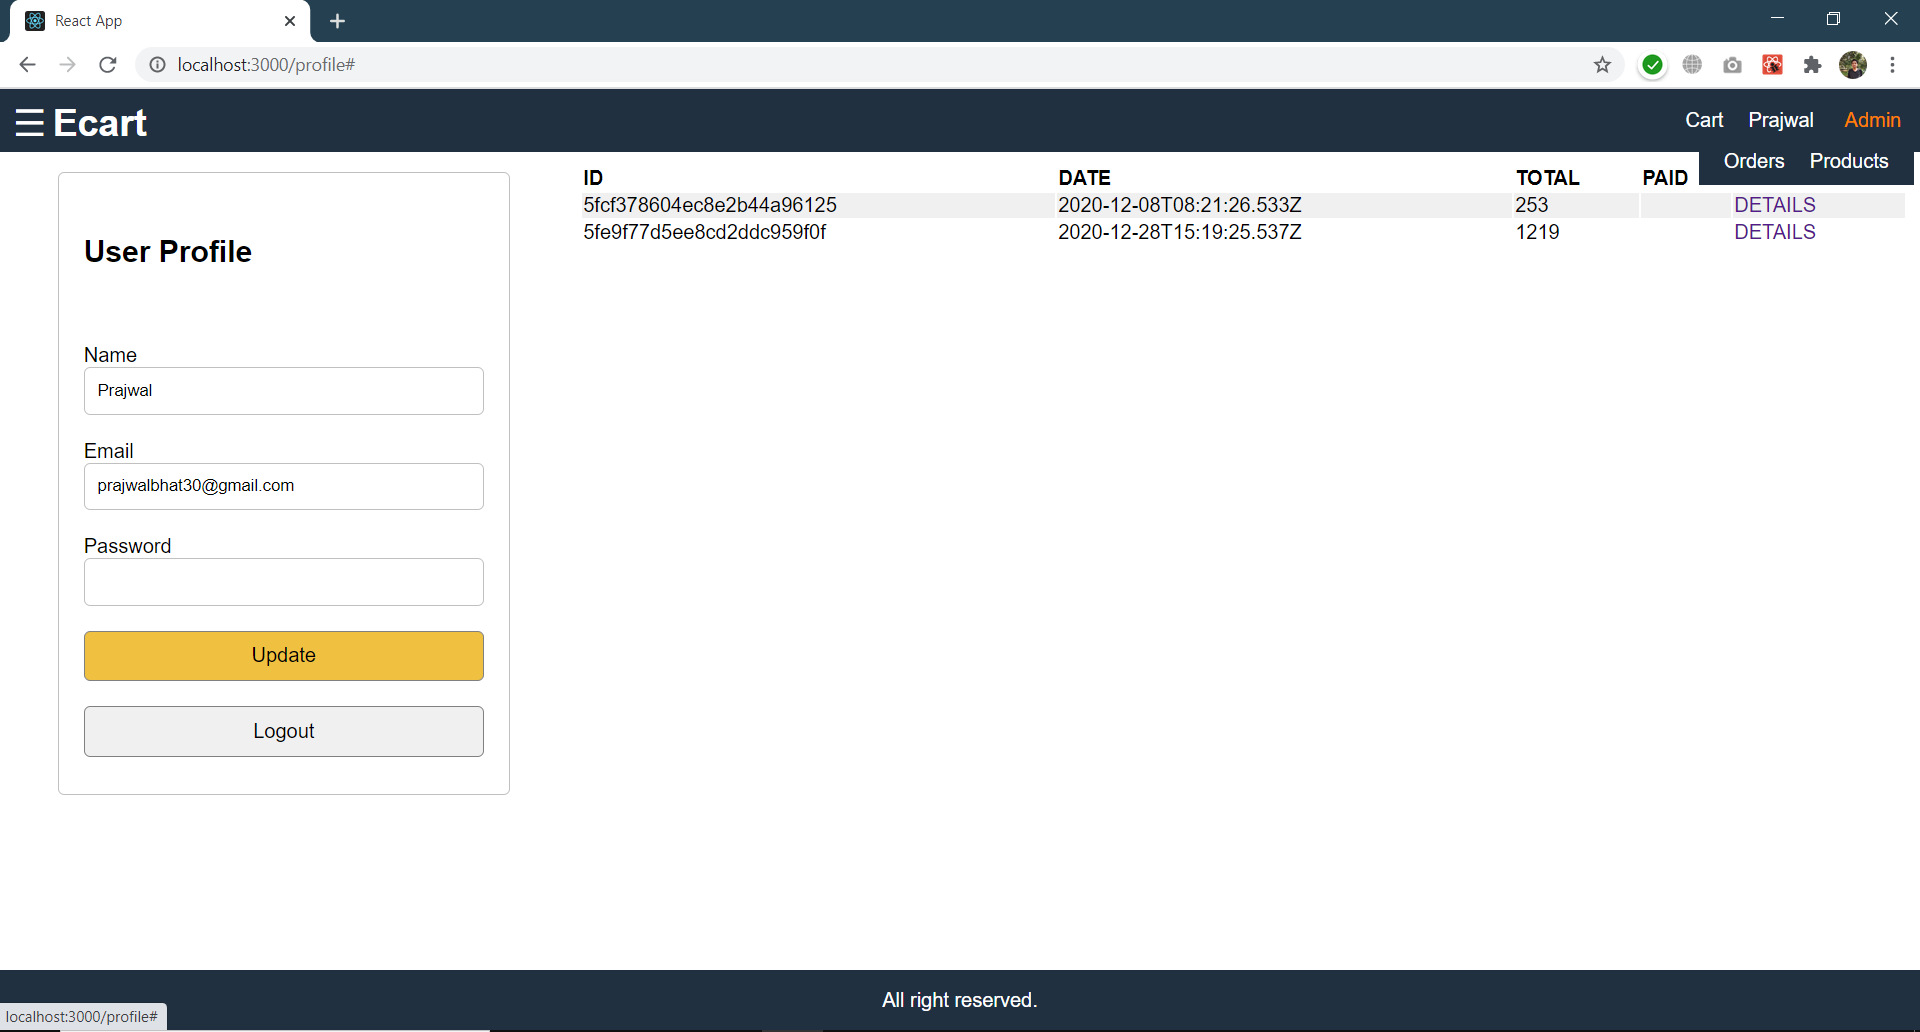 React App
localhost:3000/profile#
☰ Ecart
Cart Prajwal Admin
Orders Products
User Profile
Name
Prajwal
Email
prajwalbhat30@gmail.com
Password
Update
Logout
ID DATE TOTAL PAID
5fcf378604ec8e2b44a96125 2020-12-08T08:21:26.533Z 253 DETAILS
5fe9f77d5ee8cd2ddc959f0f 2020-12-28T15:19:25.537Z 1219 DETAILS
All right reserved.
localhost:3000/profile#